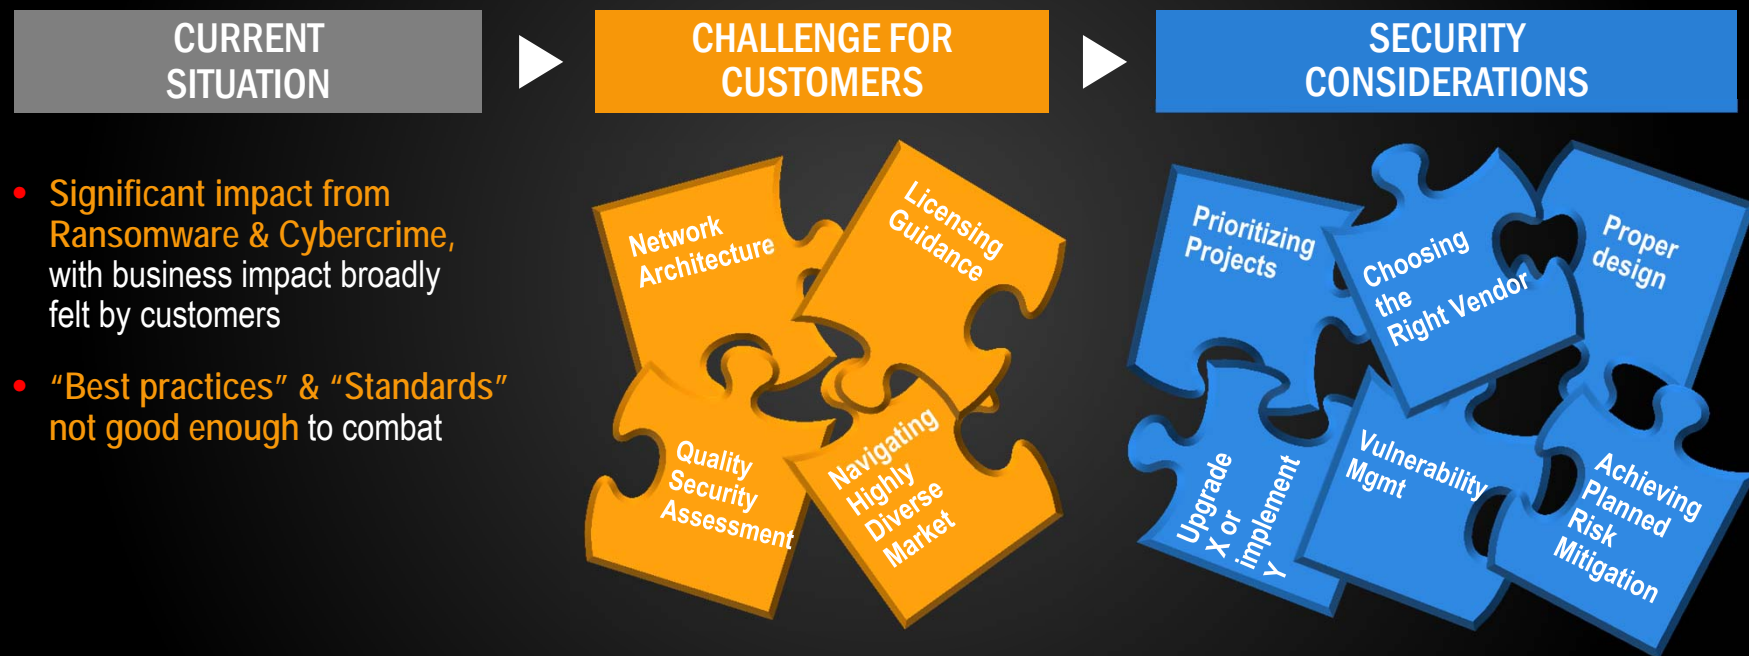 CURRENT
SITUATION
CHALLENGE FOR
CUSTOMERS
SECURITY
CONSIDERATIONS
• Significant impact from
Ransomware & Cybercrime,
with business impact broadly
felt by customers
• “Best practices” & “Standards”
not good enough to combat
Network
Architecture
Licensing
Guidance
Quality
Security
Assessment
Navigating
Highly
Diverse
Market
Prioritizing
Projects
Choosing
the
Right Vendor
Proper
design
Upgrade
X or
implement
Y
Vulnerability
Mgmt
Achieving
Planned
Risk
Mitigation